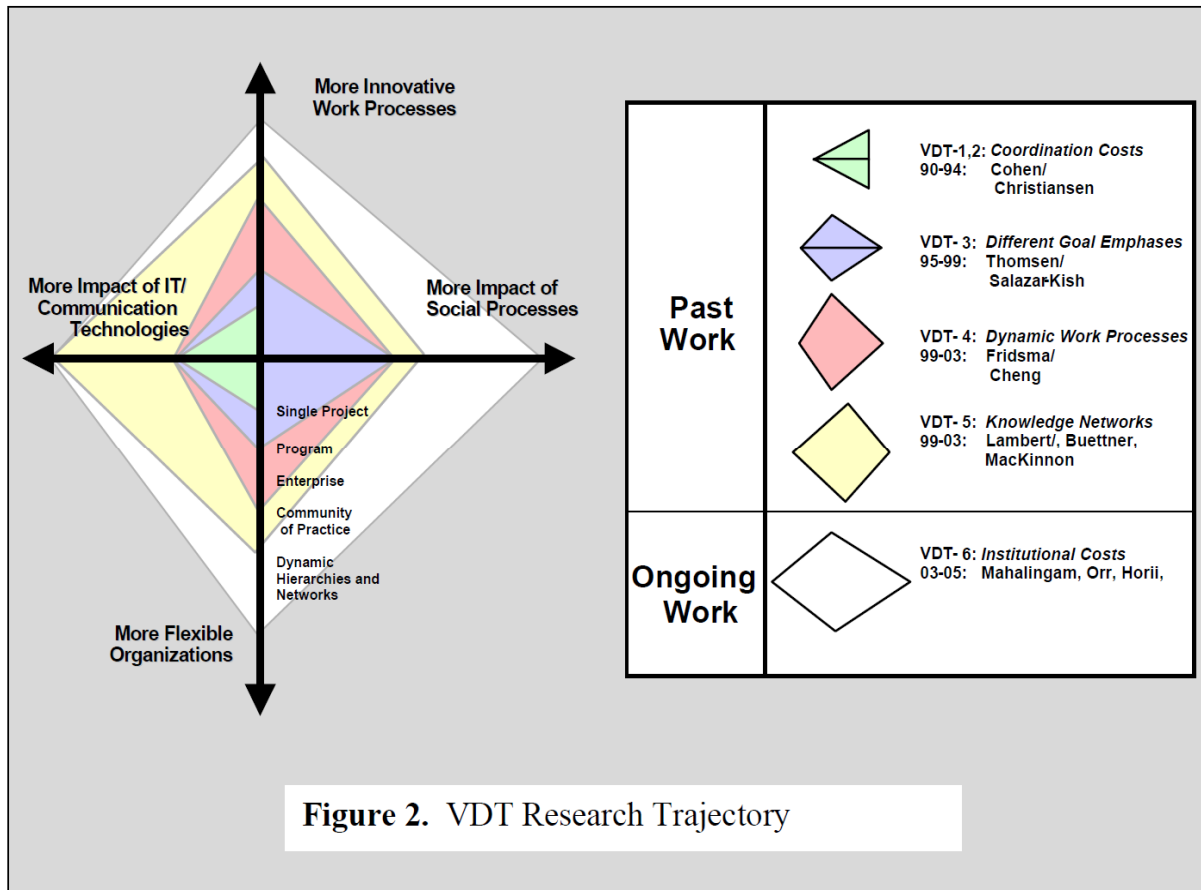 More Innovative
Work Processes
More Impact of IT/
Communication
Technologies
More Impact of
Social Processes
Single Project
Program
Enterprise
Community
of Practice
Dynamic
Hierarchies and
Networks
More Flexible
Organizations
Past
Work
VDT-1,2: Coordination Costs
90-94: Cohen/
Christiansen
VDT- 3: Different Goal Emphases
95-99: Thomsen/
Salazar-Kish
VDT- 4: Dynamic Work Processes
99-03: Fridsma/
Cheng
VDT- 5: Knowledge Networks
99-03: Lambert/, Buettner,
MacKinnon
Ongoing
Work
VDT- 6: Institutional Costs
03-05: Mahalingam, Orr, Horii,
Figure 2. VDT Research Trajectory